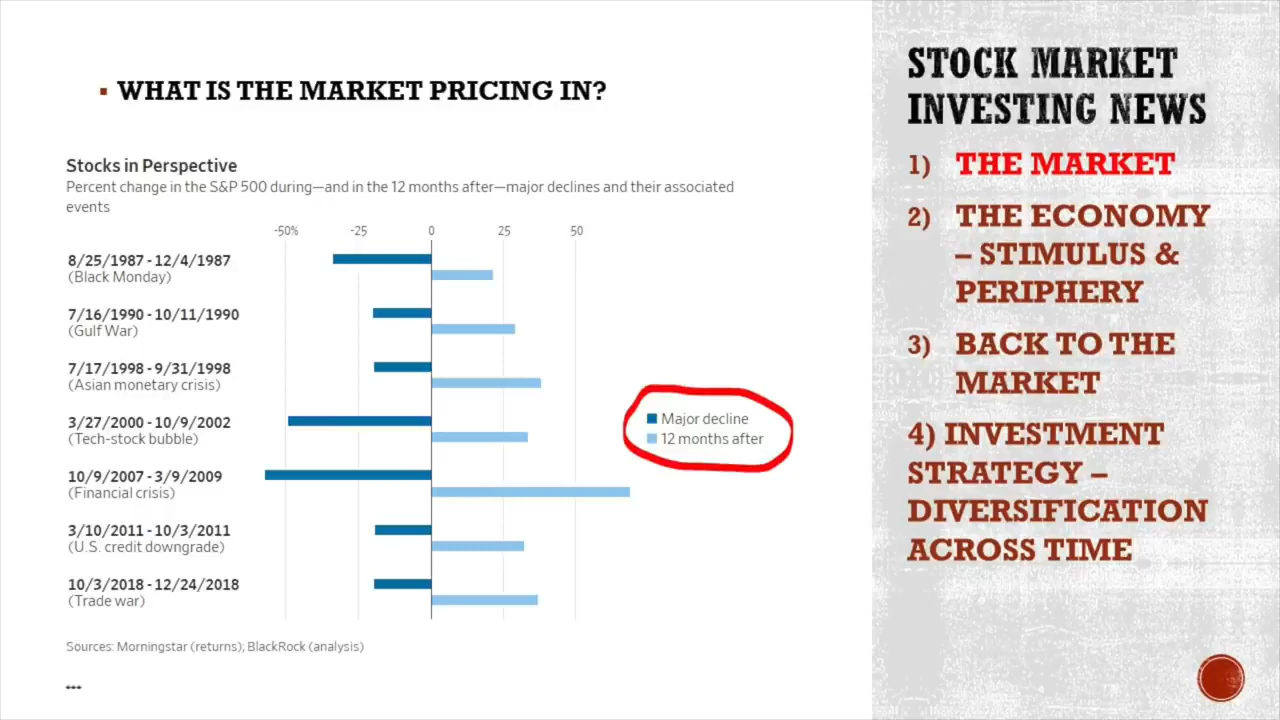 ▪ WHAT IS THE MARKET PRICING IN?
Stocks in Perspective
Percent change in the S&P 500 during—and in the 12 months after—major declines and their associated
events
-50% -25 0 25 50
8/25/1987 - 12/4/1987
(Black Monday)
7/16/1990 - 10/11/1990
(Gulf War)
7/17/1998 - 9/31/1998
(Asian monetary crisis)
3/27/2000 - 10/9/2002
(Tech-stock bubble)
10/9/2007 - 3/9/2009
(Financial crisis)
3/10/2011 - 10/3/2011
(U.S. credit downgrade)
10/3/2018 - 12/24/2018
(Trade war)
Major decline
12 months after
Sources: Morningstar (returns); BlackRock (analysis)
•••
STOCK MARKET
INVESTING NEWS
1) THE MARKET
2) THE ECONOMY
– STIMULUS &
PERIPHERY
3) BACK TO THE
MARKET
4) INVESTMENT
STRATEGY –
DIVERSIFICATION
ACROSS TIME